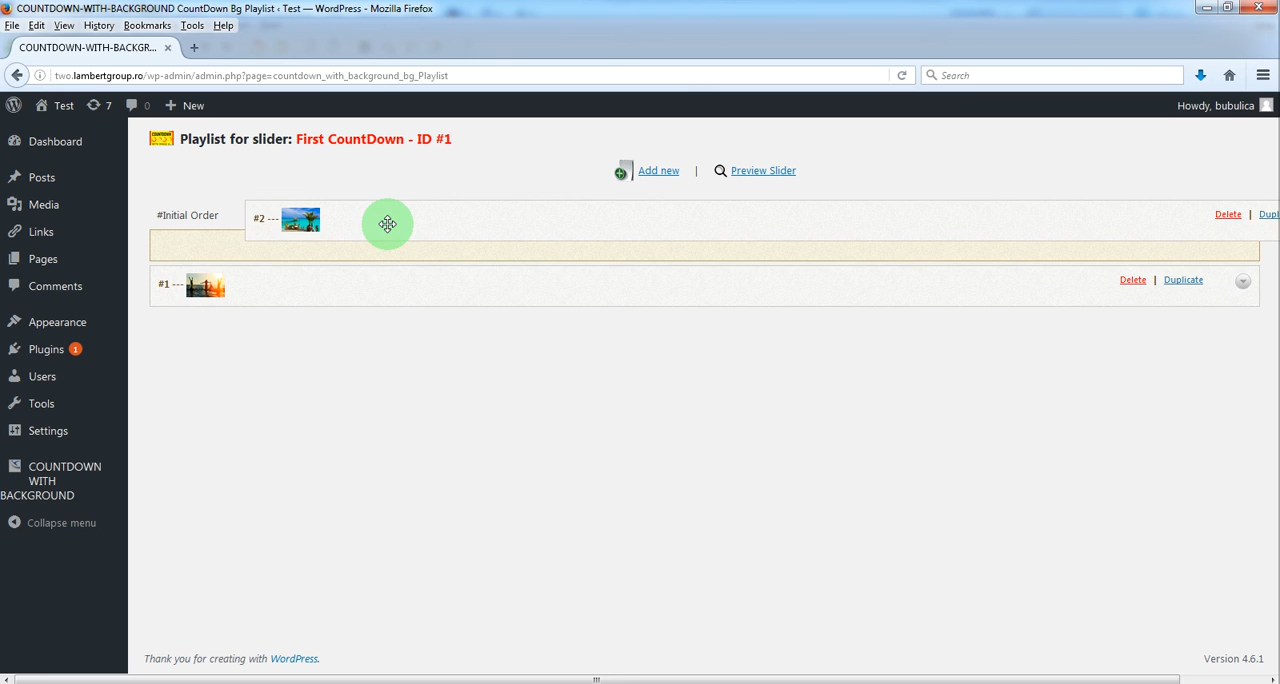 COUNTDOWN-WITH-BACKGROUND CountDown Bg Playlist ‹ Test — WordPress - Mozilla Firefox
File Edit View History Bookmarks Tools Help
COUNTDOWN-WITH-BACKGR...
two.lambertgroup.ro/wp-admin/admin.php?page=countdown_with_background_bg_Playlist
Search
Test 7 0 New
Howdy, bubulica
Dashboard
Posts
Media
Links
Pages
Comments
Appearance
Plugins 1
Users
Tools
Settings
COUNTDOWN
WITH
BACKGROUND
Collapse menu
Playlist for slider: First CountDown - ID #1
Add new | Preview Slider
#Initial Order
#2 --- Delete | Dupl
#1 --- Delete | Duplicate
Thank you for creating with WordPress.
Version 4.6.1